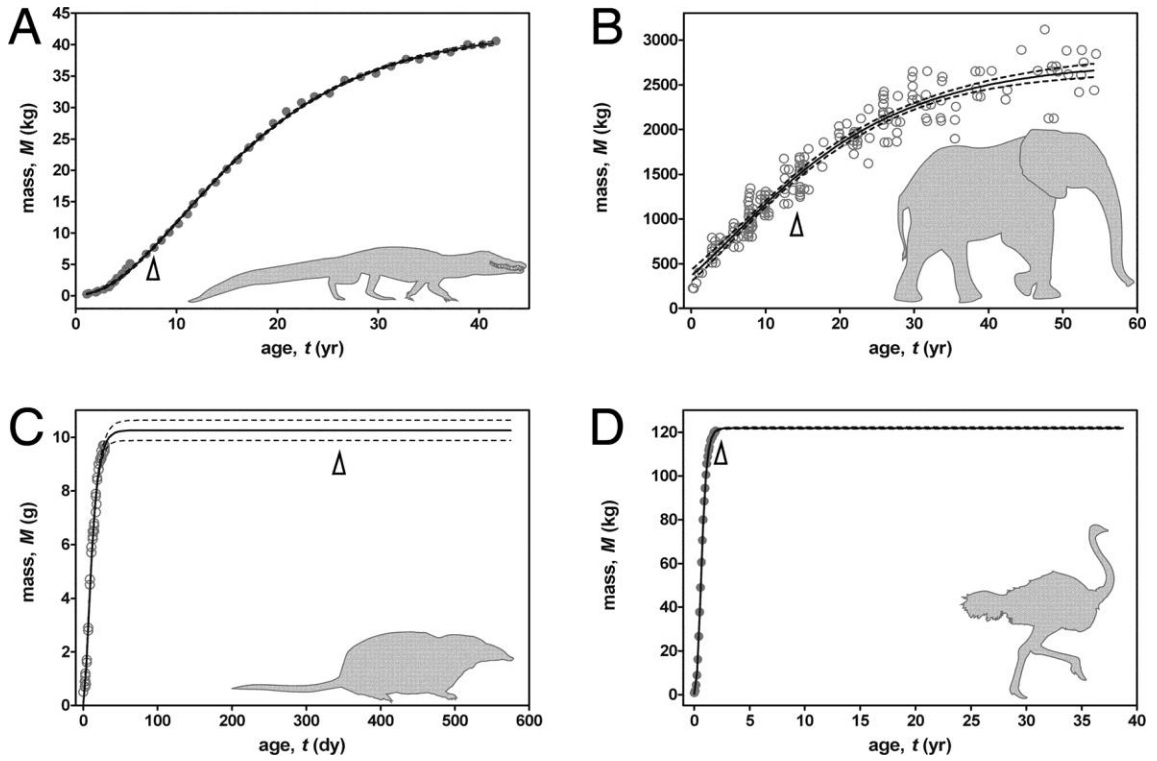 A
mass, M (kg)
45
40
35
30
25
20
15
10
5
0
0 10 20 30 40
age, t (yr)
B
mass, M (kg)
3000
2500
2000
1500
1000
500
0
0 10 20 30 40 50 60
age, t (yr)
C
mass, M (g)
10
8
6
4
2
0
0 100 200 300 400 500 600
age, t (dy)
D
mass, M (kg)
120
100
80
60
40
20
0
0 5 10 15 20 25 30 35 40
age, t (yr)